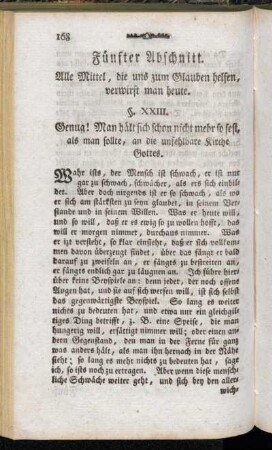 168
Fünfter Abschnitt.
Alle Mittel, die uns zum Glauben helfen,
verwirft man heute.
§. XXIII.
Genug! Man hält sich schon nicht mehr so fest,
als man sollte, an die unfehlbare Kirche
Gottes.
Wahr ists, der Mensch ist schwach, er ist nur
gar zu schwach, schwächer, als ers sich einbil
det. Aber doch nirgends ist er so schwach, als wo
er sich am stärksten zu seyn glaubt, in seinem Ver
stande und in seinem Willen. Was er heute will,
und so will, daß er es ewig so zu wollen hofft, das
will er morgen nimmer, durchaus nimmer. Was
er izt versteht, so klar einsieht, daß er sich vollkom
men davon überzeugt findet, über das fängt er bald
darauf zu zweifeln an, er fängts zu bestreiten an,
er fängts endlich gar zu läugnen an. Ich führe hier
über keine Beyspiele an: denn jeder, der noch offene
Augen hat, und so auf sich werfen will, ist sich selbst
das gegenwärtigste Beyspiel. So lang es weiter
nichts zu bedeuten hat, und etwa nur ein gleichgil
tiges Ding betrifft, z. B. eine Speise, die man
hungerig will, ersättigt nimmer will; oder einen an
dern Gegenstand, den man in der Ferne für ganz
was anders hält, als man ihn hernach in der Nähe
sieht; so lang es nicht mehr zu bedeuten hat, sage
ich, so ists noch zu ertragen. Aber wenn diese mensch
liche Schwäche weiter geht, und sich bey den aller
wich-